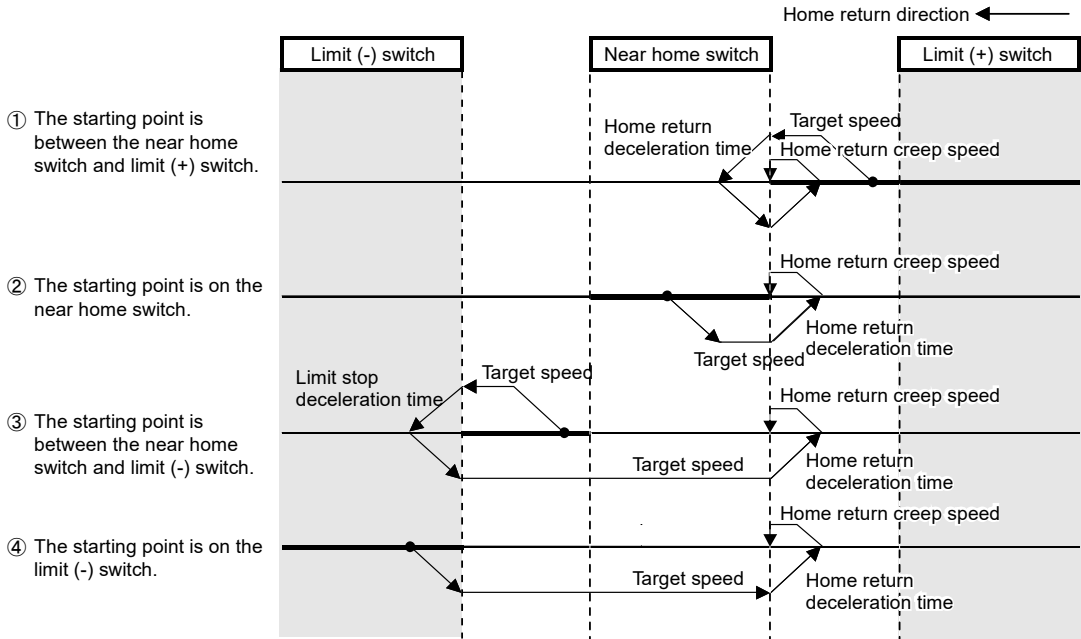 Home return direction
Limit (-) switch
Near home switch
Limit (+) switch
① The starting point is
between the near home
switch and limit (+) switch.
Home return
deceleration time
Target speed
Home return creep speed
② The starting point is on the
near home switch.
Home return creep speed
Target speed
Home return
deceleration time
③ The starting point is
between the near home
switch and limit (-) switch.
Limit stop
deceleration time
Target speed
Home return creep speed
Target speed
Home return
deceleration time
④ The starting point is on the
limit (-) switch.
Home return creep speed
Target speed
Home return
deceleration time